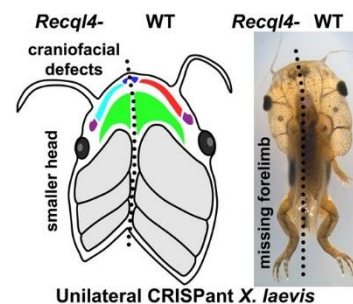 Recql4- WT
Recql4- WT
craniofacial
defects
smaller head
missing forelimb
Unilateral CRISPant X. laevis